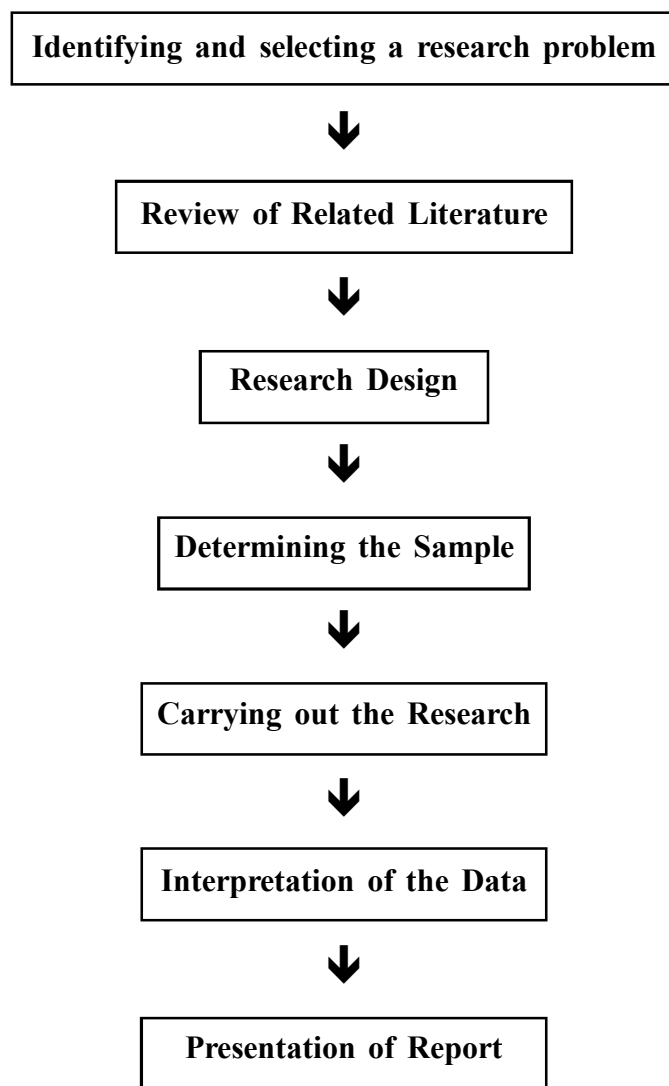 Identifying and selecting a research problem
Review of Related Literature
Research Design
Determining the Sample
Carrying out the Research
Interpretation of the Data
Presentation of Report